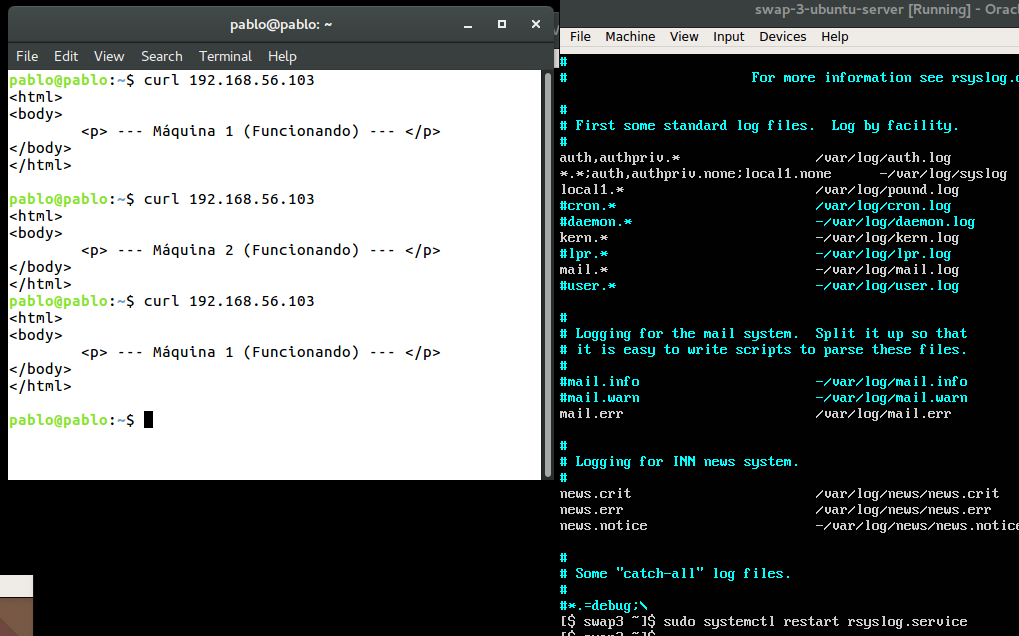 pablo@pablo: ~
File Edit View Search Terminal Help
pablo@pablo:~$ curl 192.168.56.103
<html>
<body>
        <p> --- Máquina 1 (Funcionando) --- </p>
</body>
</html>
pablo@pablo:~$ curl 192.168.56.103
<html>
<body>
        <p> --- Máquina 2 (Funcionando) --- </p>
</body>
</html>
pablo@pablo:~$ curl 192.168.56.103
<html>
<body>
        <p> --- Máquina 1 (Funcionando) --- </p>
</body>
</html>
pablo@pablo:~$
swap-3-ubuntu-server [Running] - Orac
File Machine View Input Devices Help
#
#                       For more information see rsyslog.
#
# First some standard log files.  Log by facility.
#
auth,authpriv.*                 /var/log/auth.log
*.*;auth,authpriv.none;local1.none      -/var/log/syslog
local1.*                        /var/log/pound.log
#cron.*                         /var/log/cron.log
#daemon.*                       -/var/log/daemon.log
kern.*                          -/var/log/kern.log
#lpr.*                          -/var/log/lpr.log
mail.*                          -/var/log/mail.log
#user.*                         -/var/log/user.log
#
# Logging for the mail system.  Split it up so that
# it is easy to write scripts to parse these files.
#
#mail.info                      -/var/log/mail.info
#mail.warn                      -/var/log/mail.warn
mail.err                        /var/log/mail.err
#
# Logging for INN news system.
#
news.crit                       /var/log/news/news.crit
news.err                        /var/log/news/news.err
news.notice                     -/var/log/news/news.notice
#
# Some "catch-all" log files.
#
#*.=debug;\
[$ swap3 ~]$ sudo systemctl restart rsyslog.service